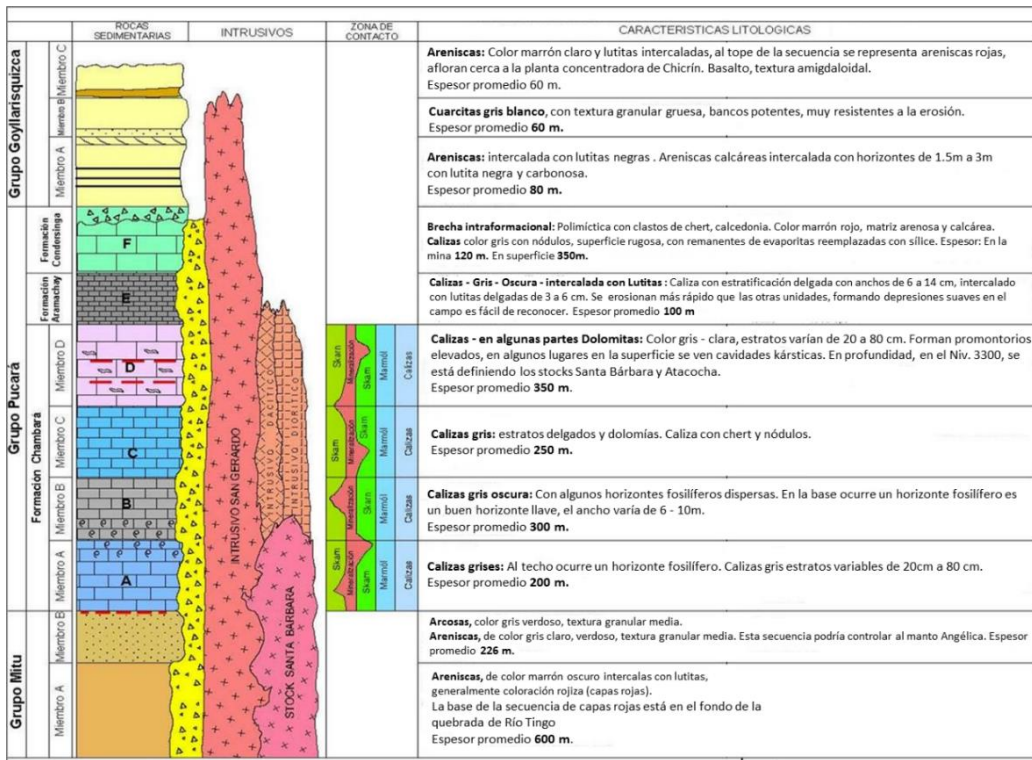 ROCAS
SEDIMENTARIAS
INTRUSIVOS
ZONA DE
CONTACTO
CARACTERISTICAS LITOLOGICAS
Grupo Goyllarisquizca
Miembro C
Areniscas: Color marrón claro y lutitas intercaladas, al tope de la secuencia se representa areniscas rojas,
afloran cerca a la planta concentradora de Chicrín. Basalto, textura amigdaloidal.
Espesor promedio 60 m.
Miembro B
Cuarcitas gris blanco, con textura granular gruesa, bancos potentes, muy resistentes a la erosión.
Espesor promedio 60 m.
Miembro A
Areniscas: intercalada con lutitas negras . Areniscas calcáreas intercalada con horizontes de 1.5m a 3m
con lutita negra y carbonosa.
Espesor promedio 80 m.
Grupo Pucará
Formación
Condorsinga
F
Brecha intraformacional: Polimíctica con clastos de chert, calcedonia. Color marrón rojo, matriz arenosa y calcárea.
Calizas color gris con nódulos, superficie rugosa, con remanentes de evaporitas reemplazadas con sílice. Espesor: En la
mina 120 m. En superficie 350m.
Formación
Aramachay
E
Calizas - Gris - Oscura - intercalada con Lutitas : Caliza con estratificación delgada con anchos de 6 a 14 cm, intercalado
con lutitas delgadas de 3 a 6 cm. Se erosionan más rápido que las otras unidades, formando depresiones suaves en el
campo es fácil de reconocer. Espesor promedio 100 m
Formación Chambara
Miembro D
D
Skarn
Mineralización
Skarn
Marmól
Calizas
Calizas - en algunas partes Dolomitas: Color gris - clara, estratos varían de 20 a 80 cm. Forman promontorios
elevados, en algunos lugares en la superficie se ven cavidades kársticas. En profundidad, en el Niv. 3300, se
está definiendo los stocks Santa Bárbara y Atacocha.
Espesor promedio 350 m.
Miembro C
C
Skarn
Mineralización
Skarn
Marmól
Calizas
Calizas gris: estratos delgados y dolomías. Caliza con chert y nódulos.
Espesor promedio 250 m.
Miembro B
B
Skarn
Mineralización
Skarn
Marmól
Calizas
Calizas gris oscura: Con algunos horizontes fosilíferos dispersas. En la base ocurre un horizonte fosilífero es
un buen horizonte llave, el ancho varía de 6 - 10m.
Espesor promedio 300 m.
Miembro A
A
Skarn
Mineralización
Skarn
Marmól
Calizas
Calizas grises: Al techo ocurre un horizonte fosilífero. Calizas gris estratos variables de 20cm a 80 cm.
Espesor promedio 200 m.
INTRUSIVO SAN GERARDO
INTRUSIVO DACITICO
INTRUSIVO DIORITICO
STOCK SANTA BARBARA
Grupo Mitu
Miembro B
Arcosas, color gris verdoso, textura granular media.
Areniscas, de color gris claro, verdoso, textura granular media. Esta secuencia podría controlar al manto Angélica. Espesor
promedio 226 m.
Miembro A
Areniscas, de color marrón oscuro intercalas con lutitas,
generalmente coloración rojiza (capas rojas).
La base de la secuencia de capas rojas está en el fondo de la
quebrada de Río Tingo
Espesor promedio 600 m.